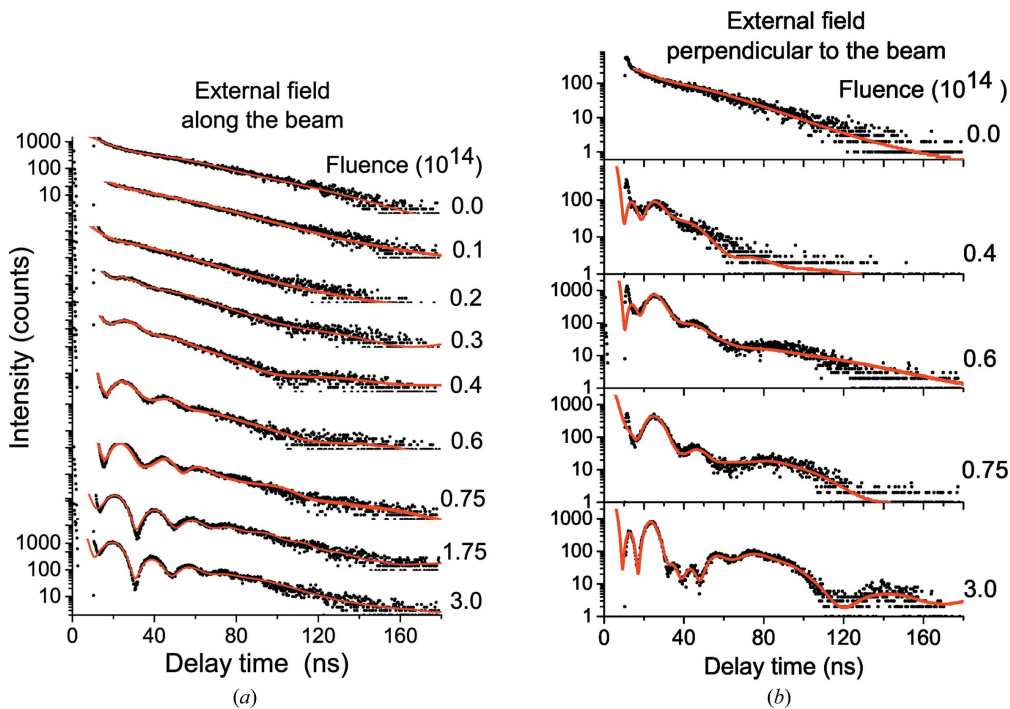 External field
along the beam
Fluence (10^14)
Intensity (counts)
1000
100
10
0.0
0.1
0.2
0.3
0.4
0.6
0.75
1.75
1000
100
10
3.0
0 40 80 120 160
Delay time (ns)
(a)
External field
perpendicular to the beam
Fluence (10^14)
100
10
1
0.0
100
10
1
0.4
1000
100
10
1
0.6
1000
100
10
1
0.75
1000
100
10
1
3.0
0 40 80 120 160
Delay time (ns)
(b)